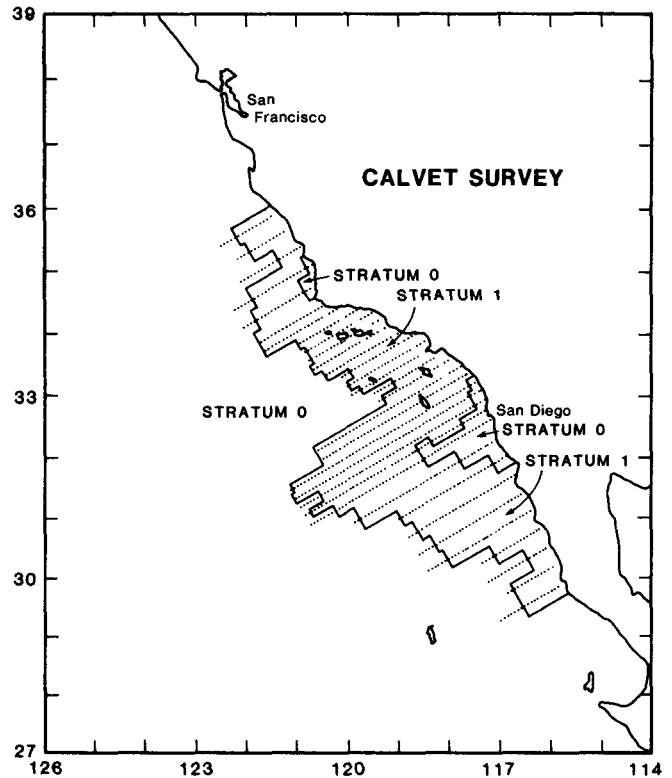 39
San
Francisco
CALVET SURVEY
36
STRATUM 0
STRATUM 1
33
STRATUM 0
San Diego
STRATUM 0
STRATUM 1
30
27
126
123
120
117
114